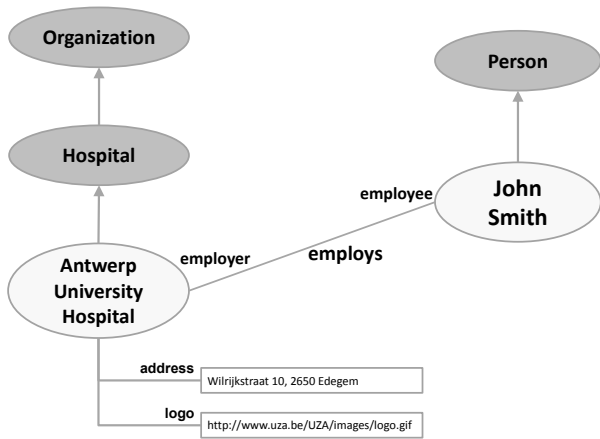 Organization
Person
Hospital
employee
John
Smith
employer
employs
Antwerp
University
Hospital
address
Wilrijkstraat 10, 2650 Edegem
logo
http://www.uza.be/UZA/images/logo.gif